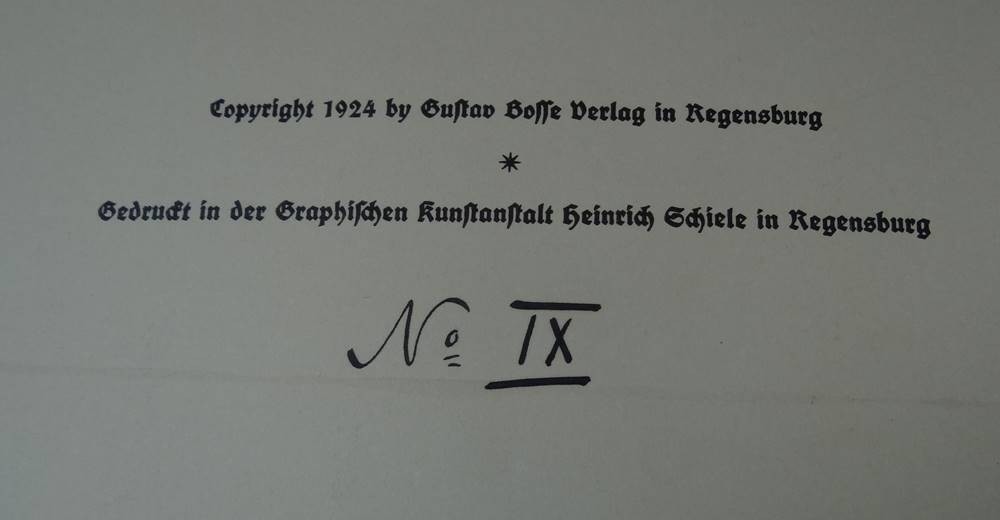 Copyright 1924 by Guſtav Boſſe Verlag in Regensburg
*
Gedruckt in der Graphiſchen Kunſtanſtalt Heinrich Schiele in Regensburg
No IX